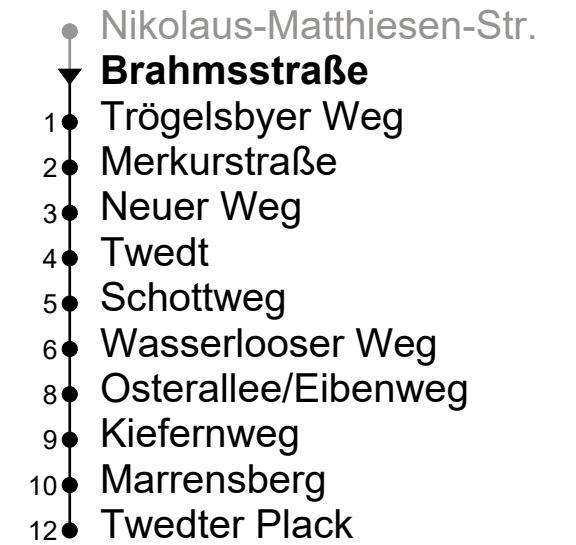 Nikolaus-Matthiesen-Str.
Brahmsstraße
1 Trögelsbyer Weg
2 Merkurstraße
3 Neuer Weg
4 Twedt
5 Schottweg
6 Wasserlooser Weg
8 Osterallee/Eibenweg
9 Kiefernweg
10 Marrensberg
12 Twedter Plack